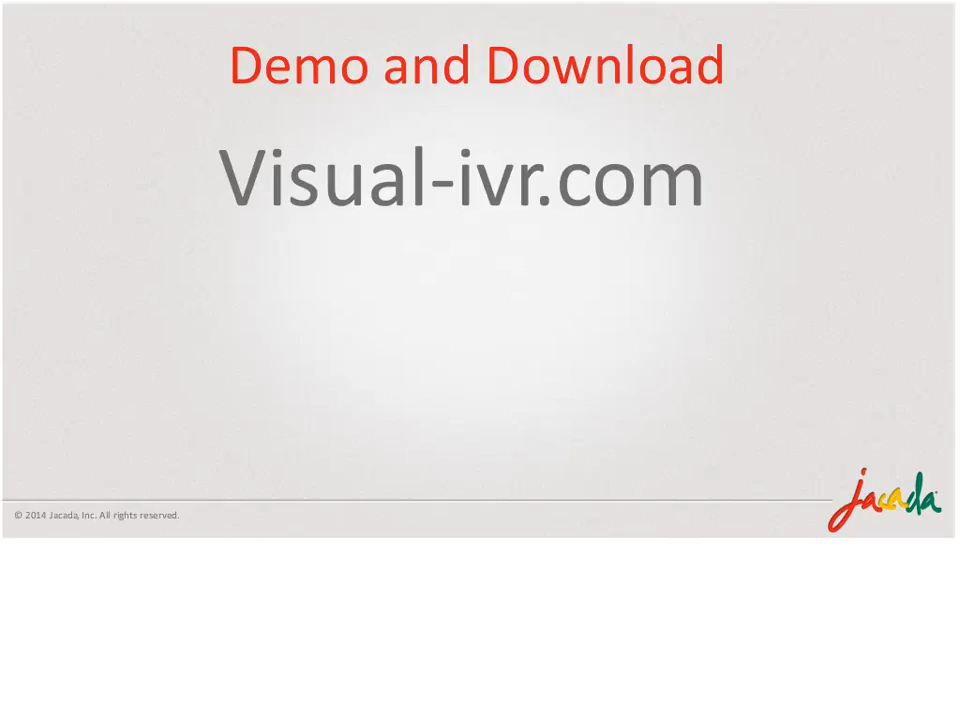 Demo and Download
Visual-ivr.com
© 2014 Jacada, Inc. All rights reserved.
jacada